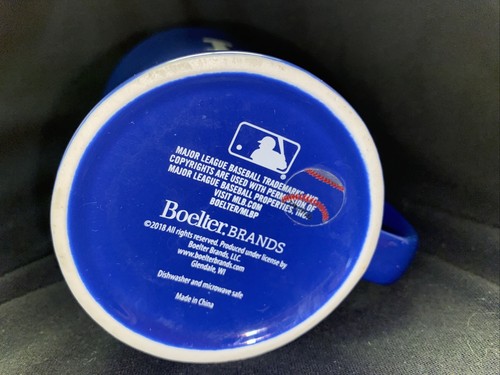 MAJOR LEAGUE BASEBALL TRADEMARKS AND
COPYRIGHTS ARE USED WITH PERMISSION OF
MAJOR LEAGUE BASEBALL PROPERTIES, INC.
VISIT MLB.COM
BOELTER/MLBP
Boelter BRANDS
©2018 All rights reserved. Produced under license by
Boelter Brands, LLC.
www.boelterbrands.com
Glendale, WI
Dishwasher and microwave safe
Made in China